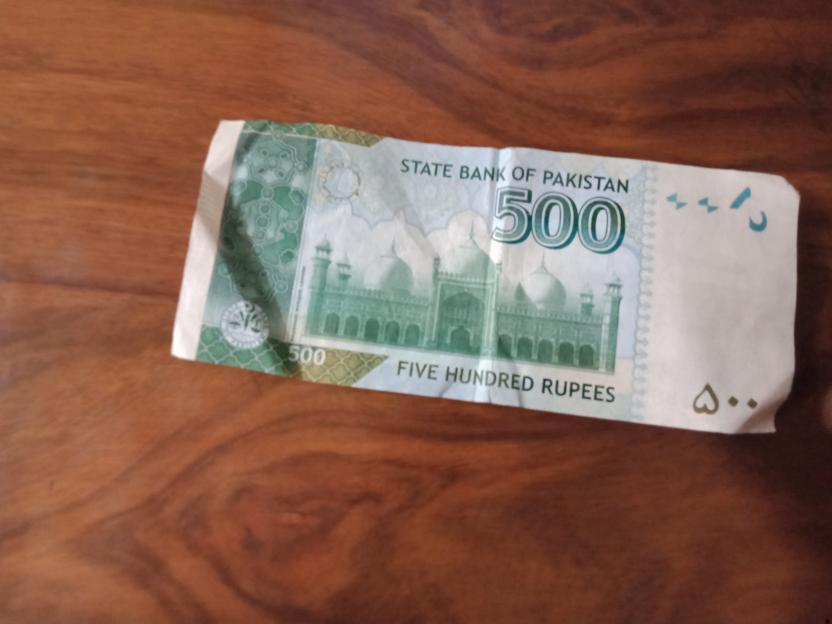 STATE BANK OF PAKISTAN
500
500
FIVE HUNDRED RUPEES
۵۰۰